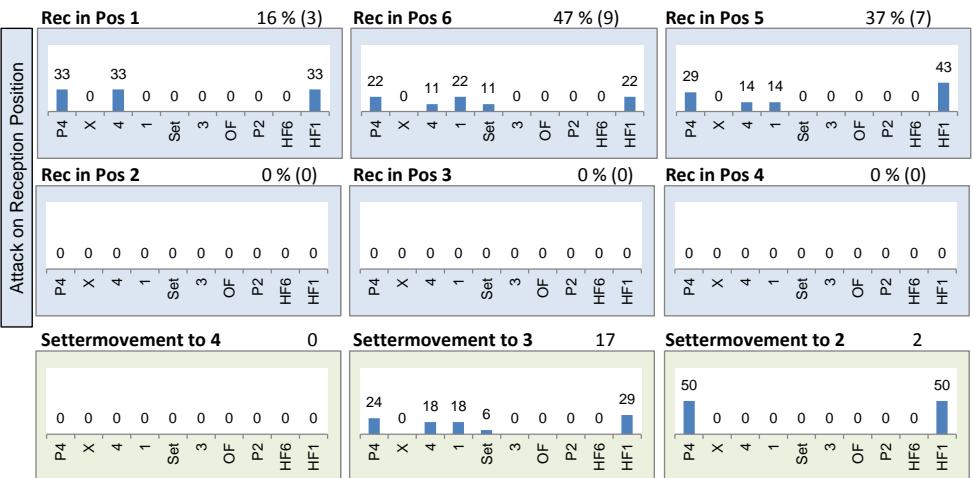 Attack on Reception Position
Rec in Pos 1 16 % (3)
33 0 33 0 0 0 0 0 0 33
P4 X 4 1 Set 3 OF P2 HF6 HF1
Rec in Pos 6 47 % (9)
22 0 11 22 11 0 0 0 0 22
P4 X 4 1 Set 3 OF P2 HF6 HF1
Rec in Pos 5 37 % (7)
29 0 14 14 0 0 0 0 0 43
P4 X 4 1 Set 3 OF P2 HF6 HF1
Rec in Pos 2 0 % (0)
0 0 0 0 0 0 0 0 0 0
P4 X 4 1 Set 3 OF P2 HF6 HF1
Rec in Pos 3 0 % (0)
0 0 0 0 0 0 0 0 0 0
P4 X 4 1 Set 3 OF P2 HF6 HF1
Rec in Pos 4 0 % (0)
0 0 0 0 0 0 0 0 0 0
P4 X 4 1 Set 3 OF P2 HF6 HF1
Settermovement to 4 0
0 0 0 0 0 0 0 0 0 0
P4 X 4 1 Set 3 OF P2 HF6 HF1
Settermovement to 3 17
24 0 18 18 6 0 0 0 0 29
P4 X 4 1 Set 3 OF P2 HF6 HF1
Settermovement to 2 2
50 0 0 0 0 0 0 0 0 50
P4 X 4 1 Set 3 OF P2 HF6 HF1